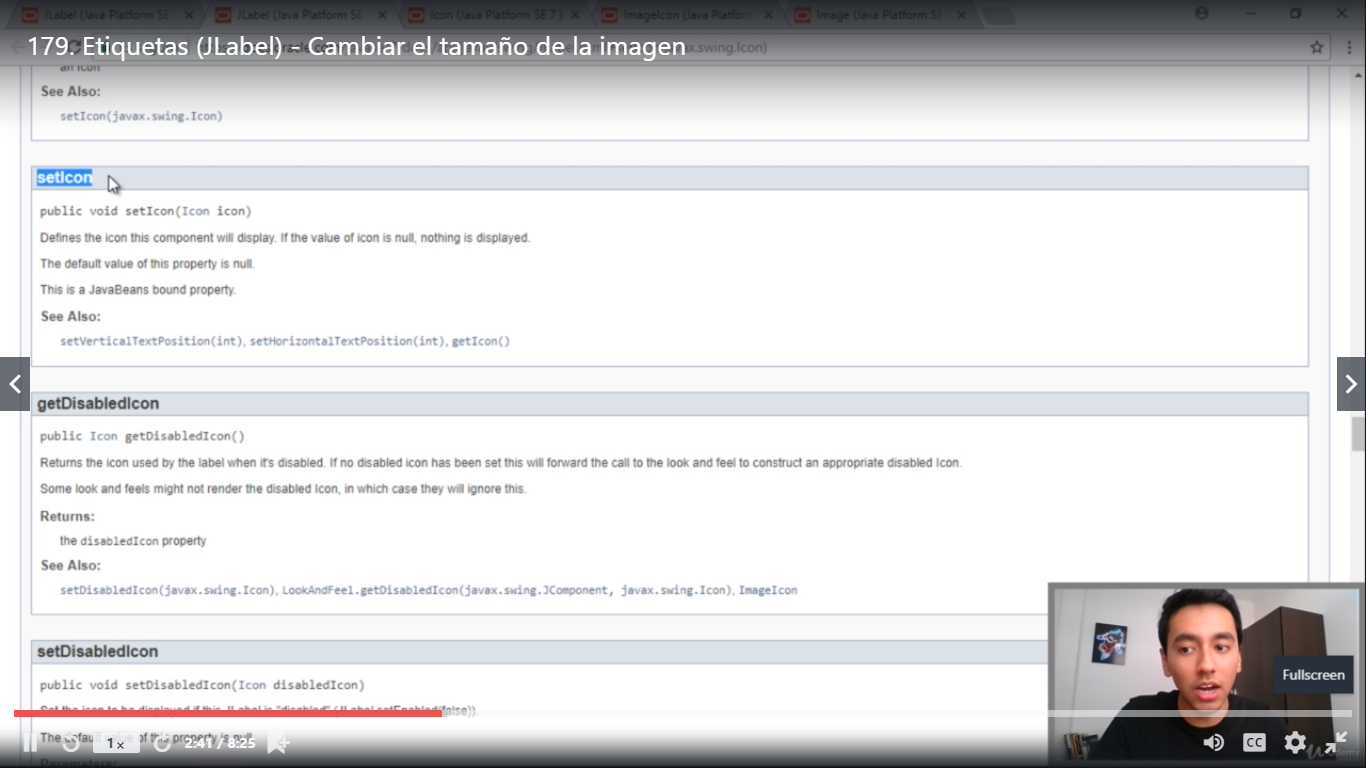 JLabel (Java Platform SE
JLabel (Java Platform SE
Icon (Java Platform SE 7 )
ImageIcon (Java Platform
Image (Java Platform SE
179. Etiquetas (JLabel) – Cambiar el tamaño de la imagen
an icon
See Also:
setIcon(javax.swing.Icon)
setIcon
public void setIcon(Icon icon)
Defines the icon this component will display. If the value of icon is null, nothing is displayed.
The default value of this property is null.
This is a JavaBeans bound property.
See Also:
setVerticalTextPosition(int), setHorizontalTextPosition(int), getIcon()
getDisabledIcon
public Icon getDisabledIcon()
Returns the icon used by the label when it's disabled. If no disabled icon has been set this will forward the call to the look and feel to construct an appropriate disabled Icon.
Some look and feels might not render the disabled Icon, in which case they will ignore this.
Returns:
the disabledIcon property
See Also:
setDisabledIcon(javax.swing.Icon), LookAndFeel.getDisabledIcon(javax.swing.JComponent, javax.swing.Icon), ImageIcon
setDisabledIcon
public void setDisabledIcon(Icon disabledIcon)
Set the icon to be displayed if this JLabel is "disabled" (JLabel.setEnabled(false)).
The default value of this property is null.
Parameters:
Fullscreen
1x
2:41 / 8:25
CC